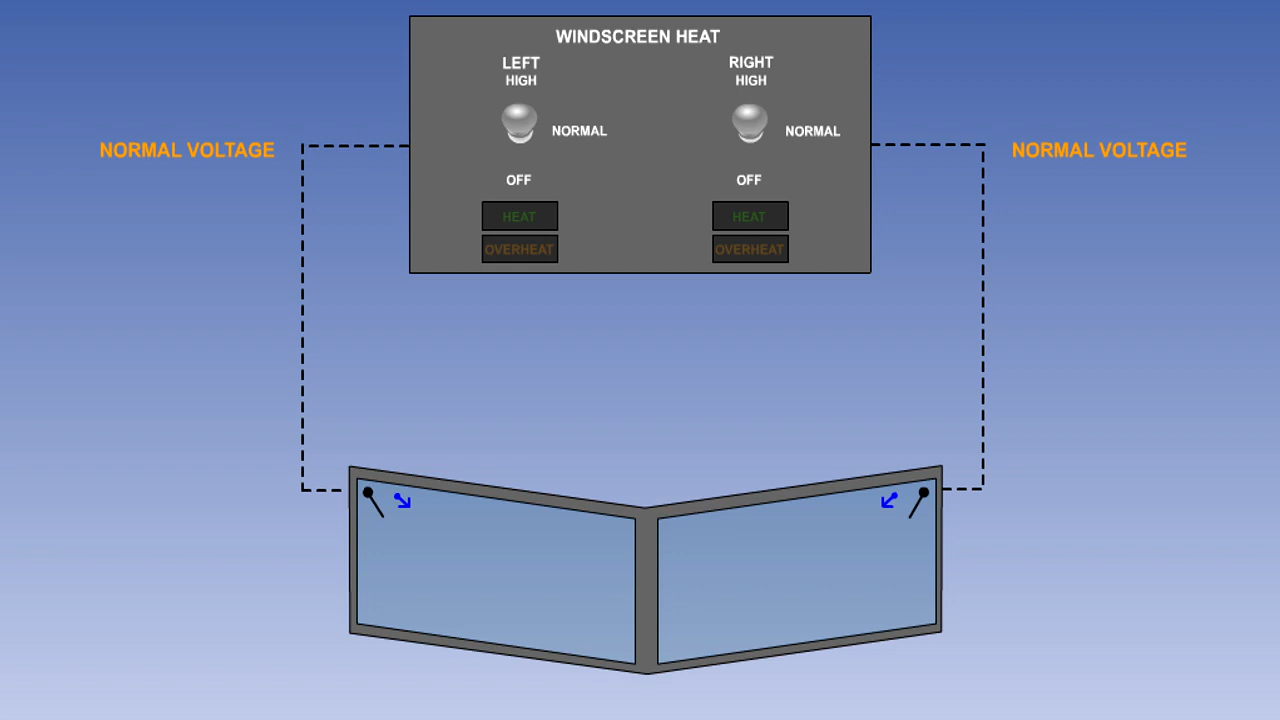 WINDSCREEN HEAT
LEFT
HIGH
NORMAL
OFF
HEAT
OVERHEAT
RIGHT
HIGH
NORMAL
OFF
HEAT
OVERHEAT
NORMAL VOLTAGE
NORMAL VOLTAGE